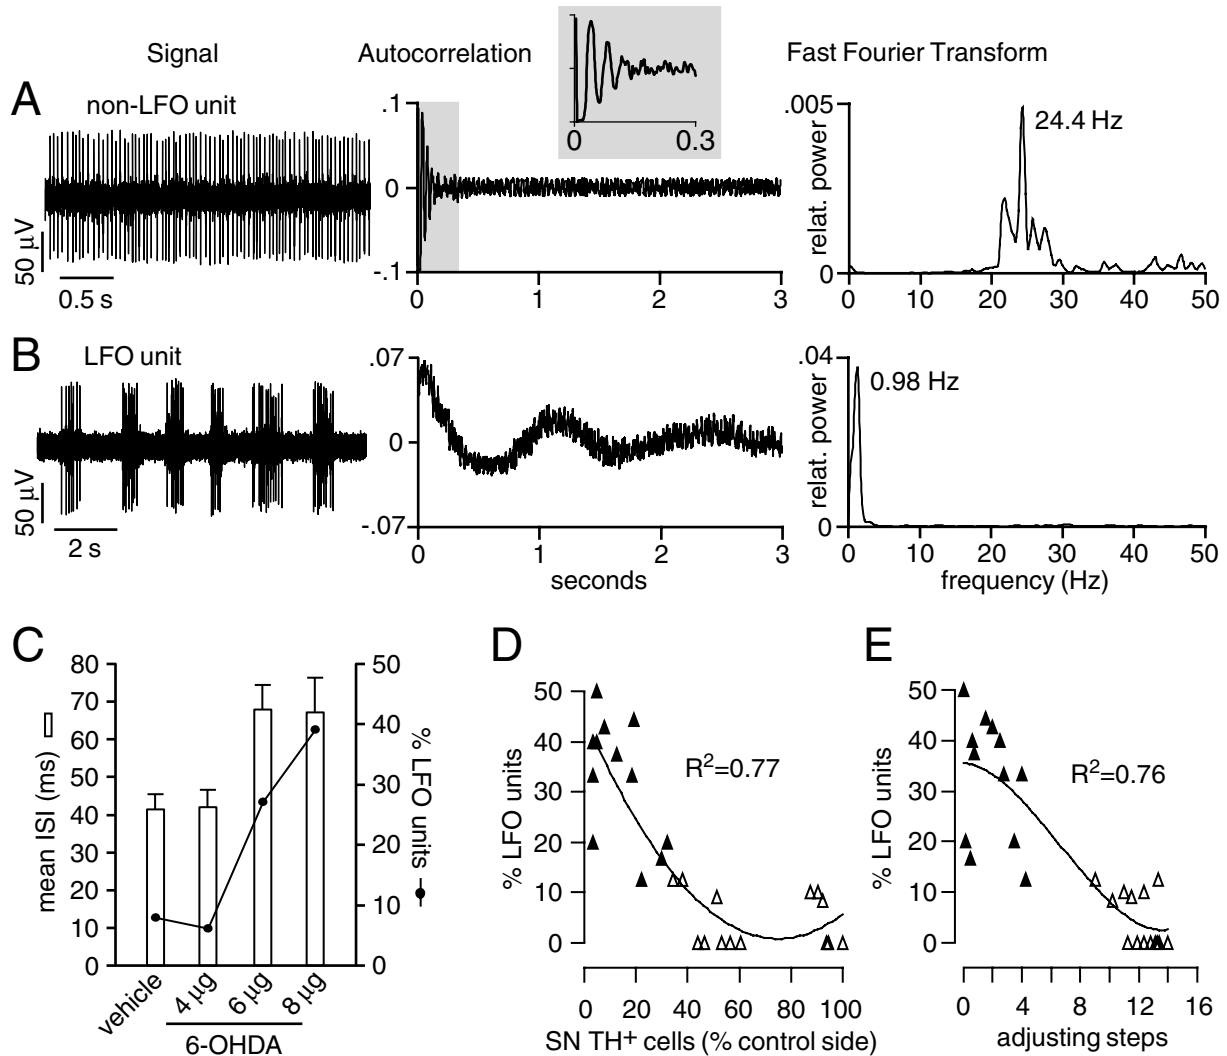 Signal
Autocorrelation
Fast Fourier Transform
0
0.3
A
non-LFO unit
50 µV
0.5 s
.1
0
-.1
0
1
2
3
relat. power
.005
0
24.4 Hz
0
10
20
30
40
50
B
LFO unit
50 µV
2 s
.07
0
-.07
0
1
2
3
seconds
relat. power
.04
0
0.98 Hz
0
10
20
30
40
50
frequency (Hz)
C
mean ISI (ms)
80
70
60
50
40
30
20
10
0
50
40
30
20
10
0
% LFO units
vehicle
4 µg
6 µg
8 µg
6-OHDA
D
% LFO units
50
40
30
20
10
0
R²=0.77
0
20
40
60
80
100
SN TH⁺ cells (% control side)
E
% LFO units
50
40
30
20
10
0
R²=0.76
0
4
8
12
16
adjusting steps